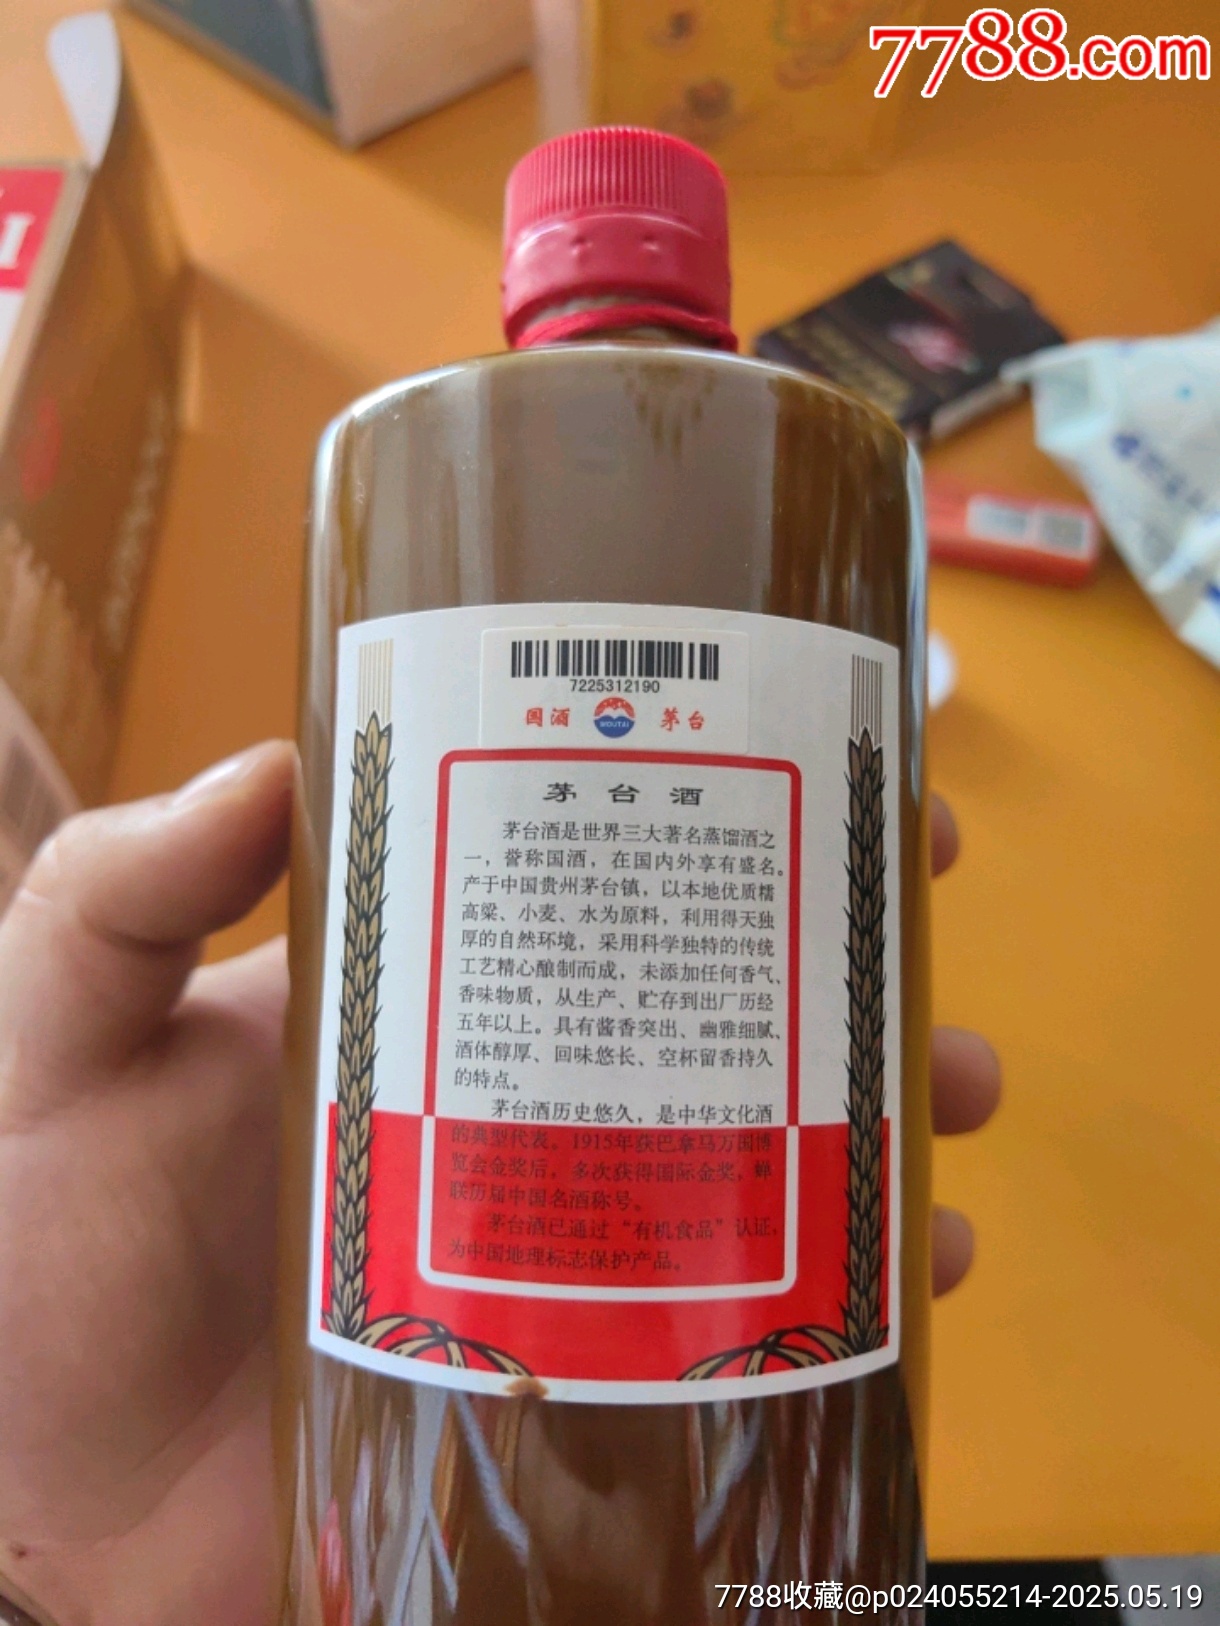 7788.com
I
7225312190
国酒
MOUTAI
茅台
茅台酒
茅台酒是世界三大著名蒸馏酒之
一，誉称国酒，在国内外享有盛名。
产于中国贵州茅台镇，以本地优质糯
高粱、小麦、水为原料，利用得天独
厚的自然环境，采用科学独特的传统
工艺精心酿制而成，未添加任何香气、
香味物质，从生产、贮存到出厂历经
五年以上。具有酱香突出、幽雅细腻、
酒体醇厚、回味悠长、空杯留香持久
的特点。
茅台酒历史悠久，是中华文化酒
的典型代表。1915年获巴拿马万国博
览会金奖后，多次获得国际金奖，蝉
联历届中国名酒称号。
茅台酒已通过“有机食品”认证，
为中国地理标志保护产品。
7788收藏@p024055214-2025.05.19